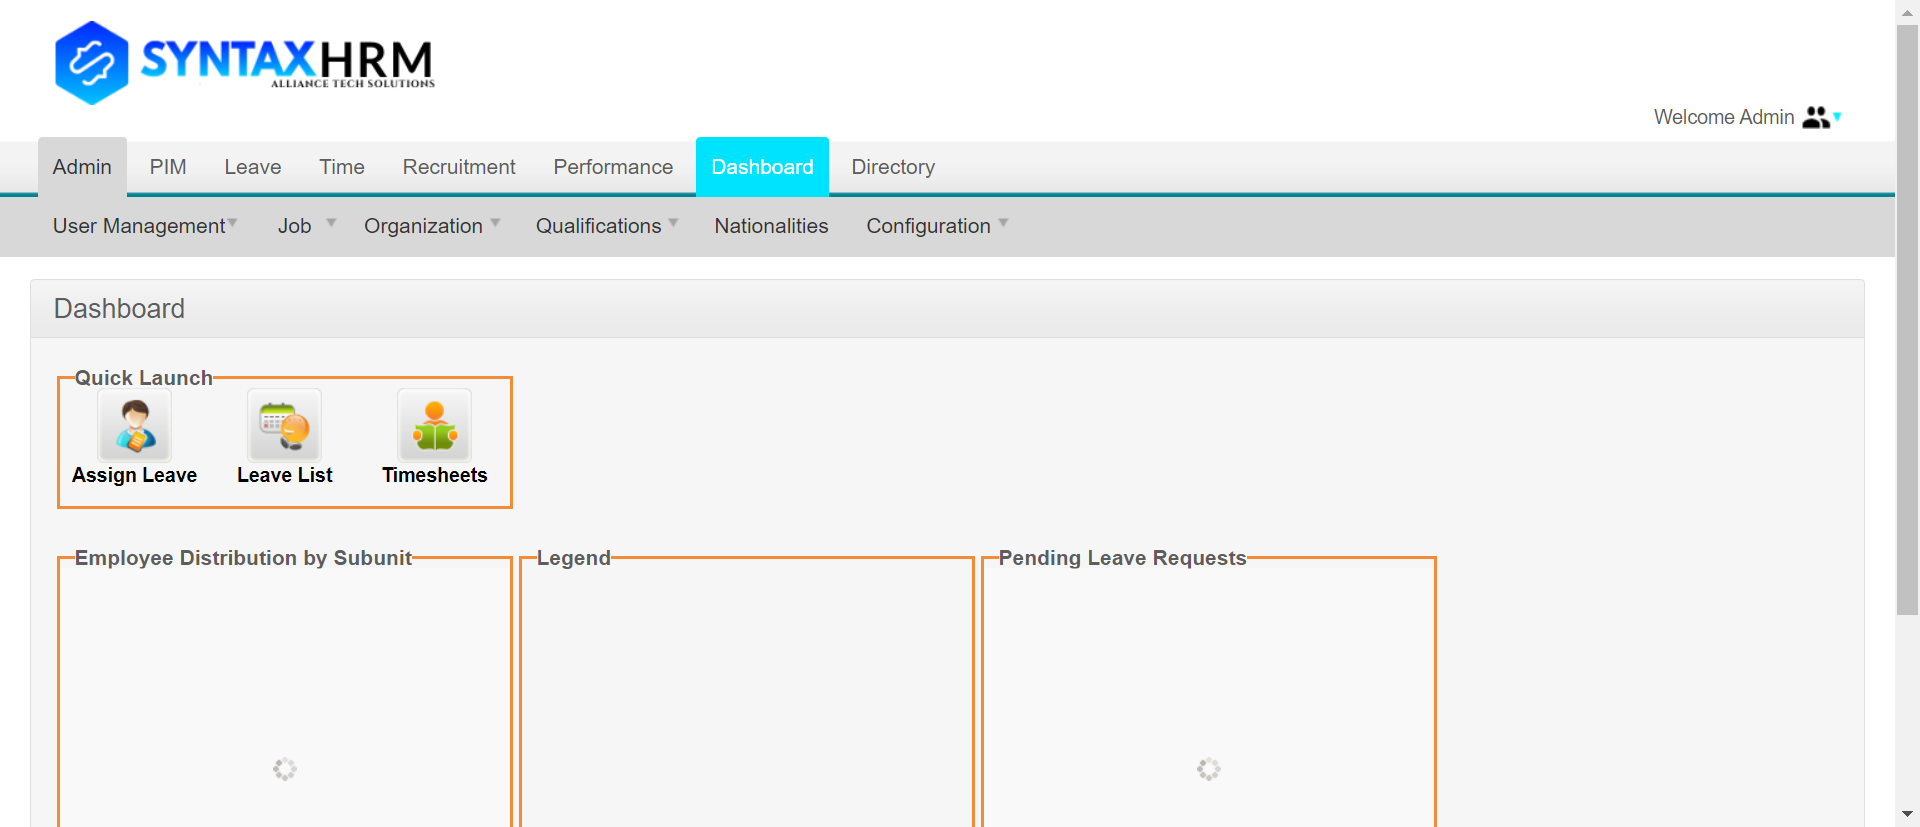 SYNTAXHRM
ALLIANCE TECH SOLUTIONS
Welcome Admin
Admin PIM Leave Time Recruitment Performance Dashboard Directory
User Management Job Organization Qualifications Nationalities Configuration
Dashboard
Quick Launch
Assign Leave Leave List Timesheets
Employee Distribution by Subunit Legend Pending Leave Requests